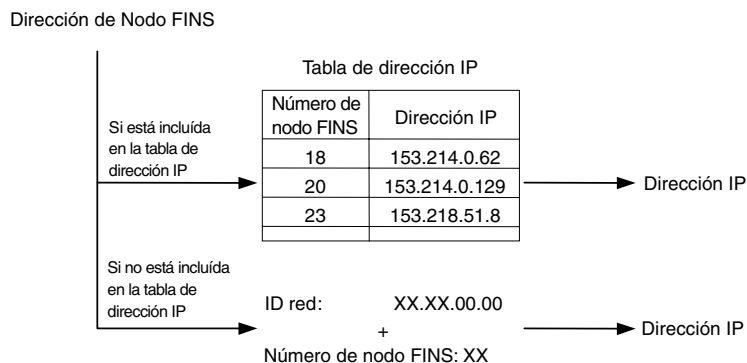 Dirección de Nodo FINS
Tabla de dirección IP
Si está incluída
en la tabla de
dirección IP
Número de
nodo FINS
Dirección IP
18 153.214.0.62
20 153.214.0.129
23 153.218.51.8
Dirección IP
Si no está incluída
en la tabla de
dirección IP
ID red: XX.XX.00.00
+
Número de nodo FINS: XX
Dirección IP